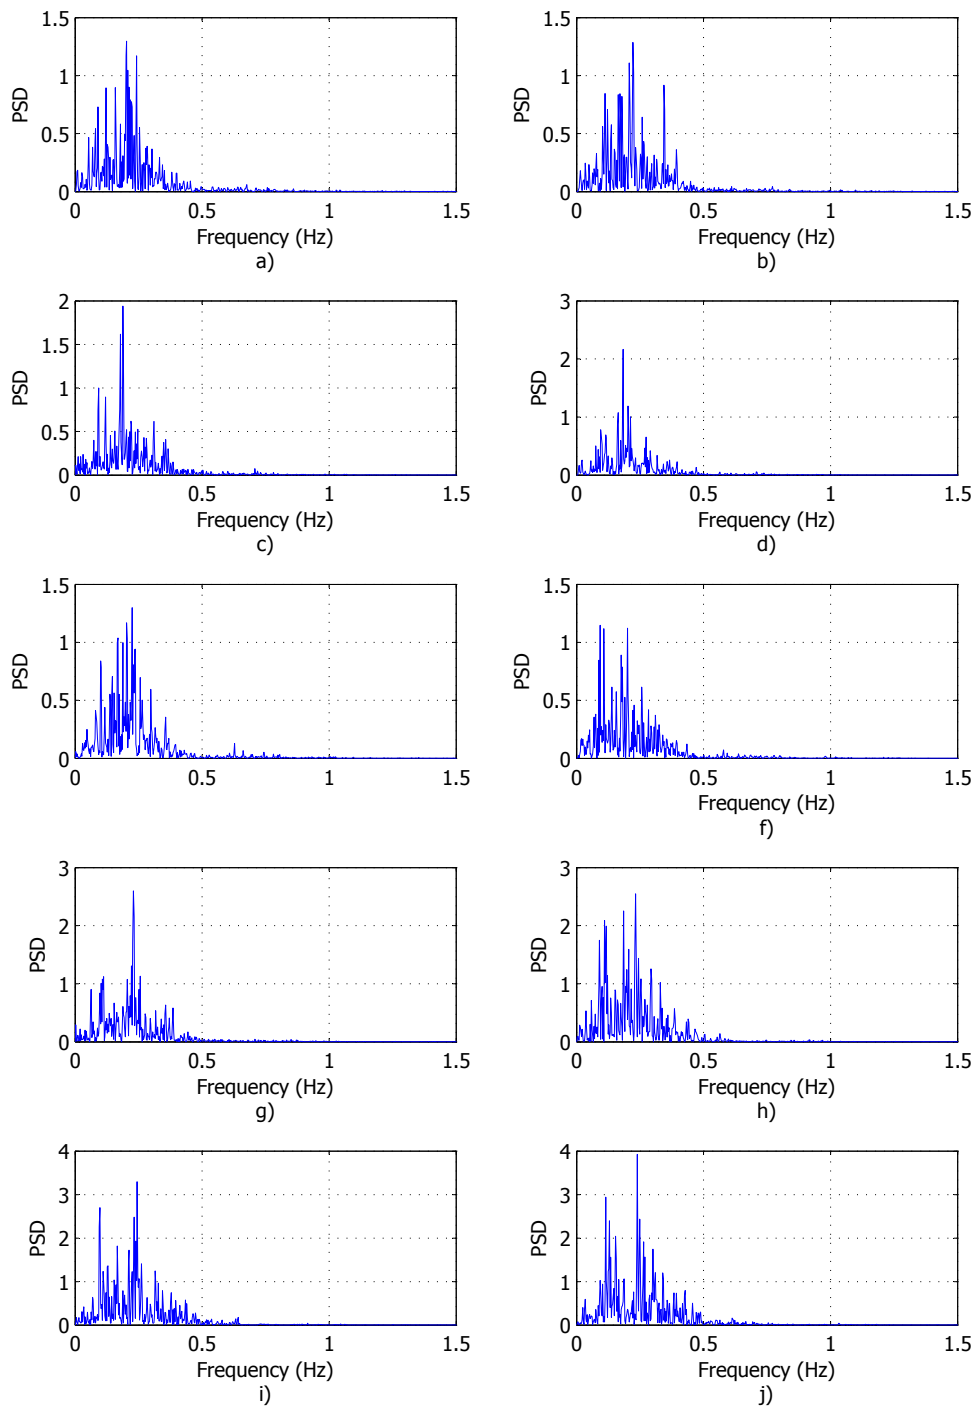 1.5 1.5
PSD 1 PSD 1
0.5 0.5
0 0
0 0.5 1 1.5 0 0.5 1 1.5
Frequency (Hz) Frequency (Hz)
a) b)
2 3
1.5 2
PSD 1 PSD
0.5 1
0 0
0 0.5 1 1.5 0 0.5 1 1.5
Frequency (Hz) Frequency (Hz)
c) d)
1.5 1.5
PSD 1 PSD 1
0.5 0.5
0 0
0 0.5 1 1.5 0 0.5 1 1.5
Frequency (Hz)
f)
3 3
PSD 2 PSD 2
1 1
0 0
0 0.5 1 1.5 0 0.5 1 1.5
Frequency (Hz) Frequency (Hz)
g) h)
4 4
3 3
PSD 2 PSD 2
1 1
0 0
0 0.5 1 1.5 0 0.5 1 1.5
Frequency (Hz) Frequency (Hz)
i) j)